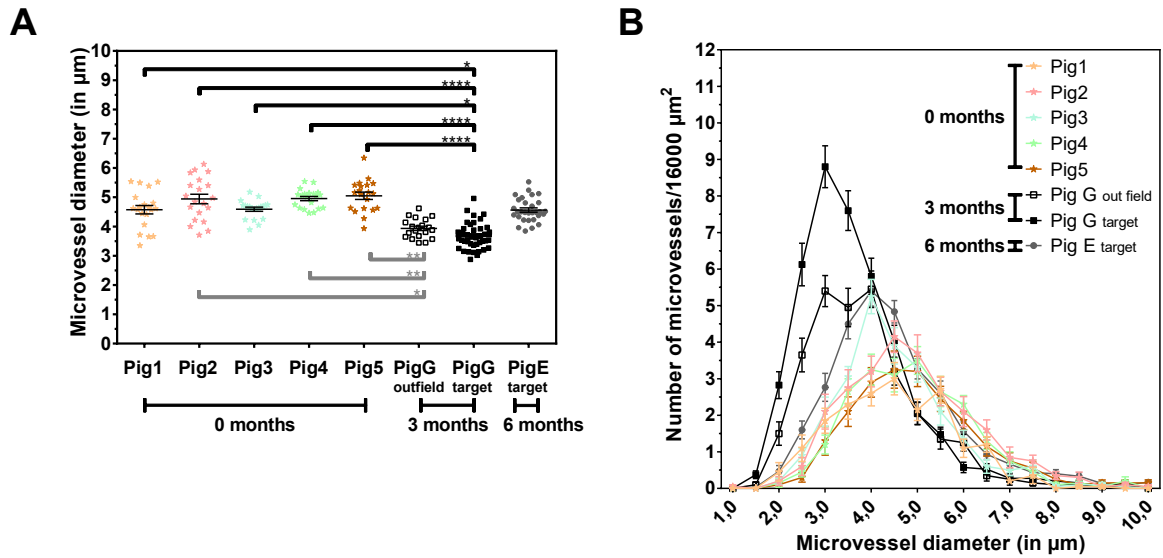 A
Microvessel diameter (in µm)
10
9
8
7
6
5
4
3
2
1
0
*
****
*
****
****
**
**
*
Pig1 Pig2 Pig3 Pig4 Pig5 PigG PigG PigE
outfield target target
0 months 3 months 6 months
B
Number of microvessels/16000 µm²
12
11
10
9
8
7
6
5
4
3
2
1
0
0 months
Pig1
Pig2
Pig3
Pig4
Pig5
3 months
Pig G out field
Pig G target
6 months
Pig E target
1,0 2,0 3,0 4,0 5,0 6,0 7,0 8,0 9,0 10,0
Microvessel diameter (in µm)